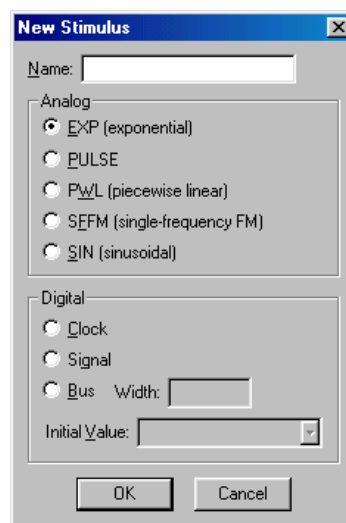 New Stimulus
Name:
Analog
EXP (exponential)
PULSE
PWL (piecewise linear)
SFFM (single-frequency FM)
SIN (sinusoidal)
Digital
Clock
Signal
Bus Width:
Initial Value:
OK Cancel